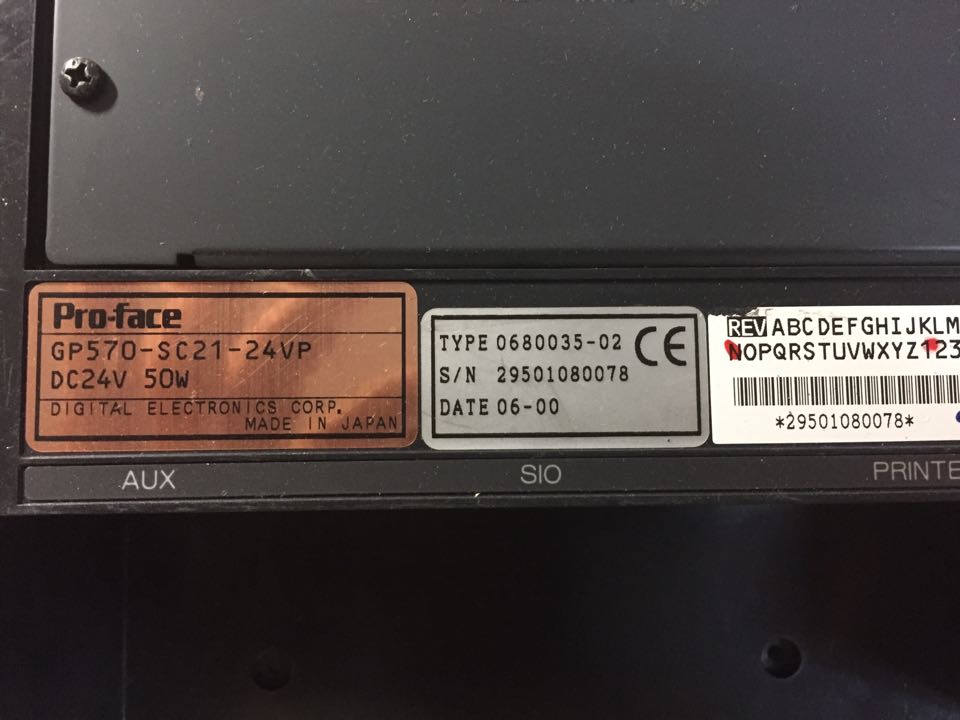 Pro-face
GP570-SC21-24VP
DC24V 50W
DIGITAL ELECTRONICS CORP.
MADE IN JAPAN
TYPE 0680035-02
S/N 29501080078
DATE 06-00
CE
REV ABCDEFGHIJKLM
NOPQRSTUVWXYZ123
*29501080078*
AUX
SIO
PRINTE